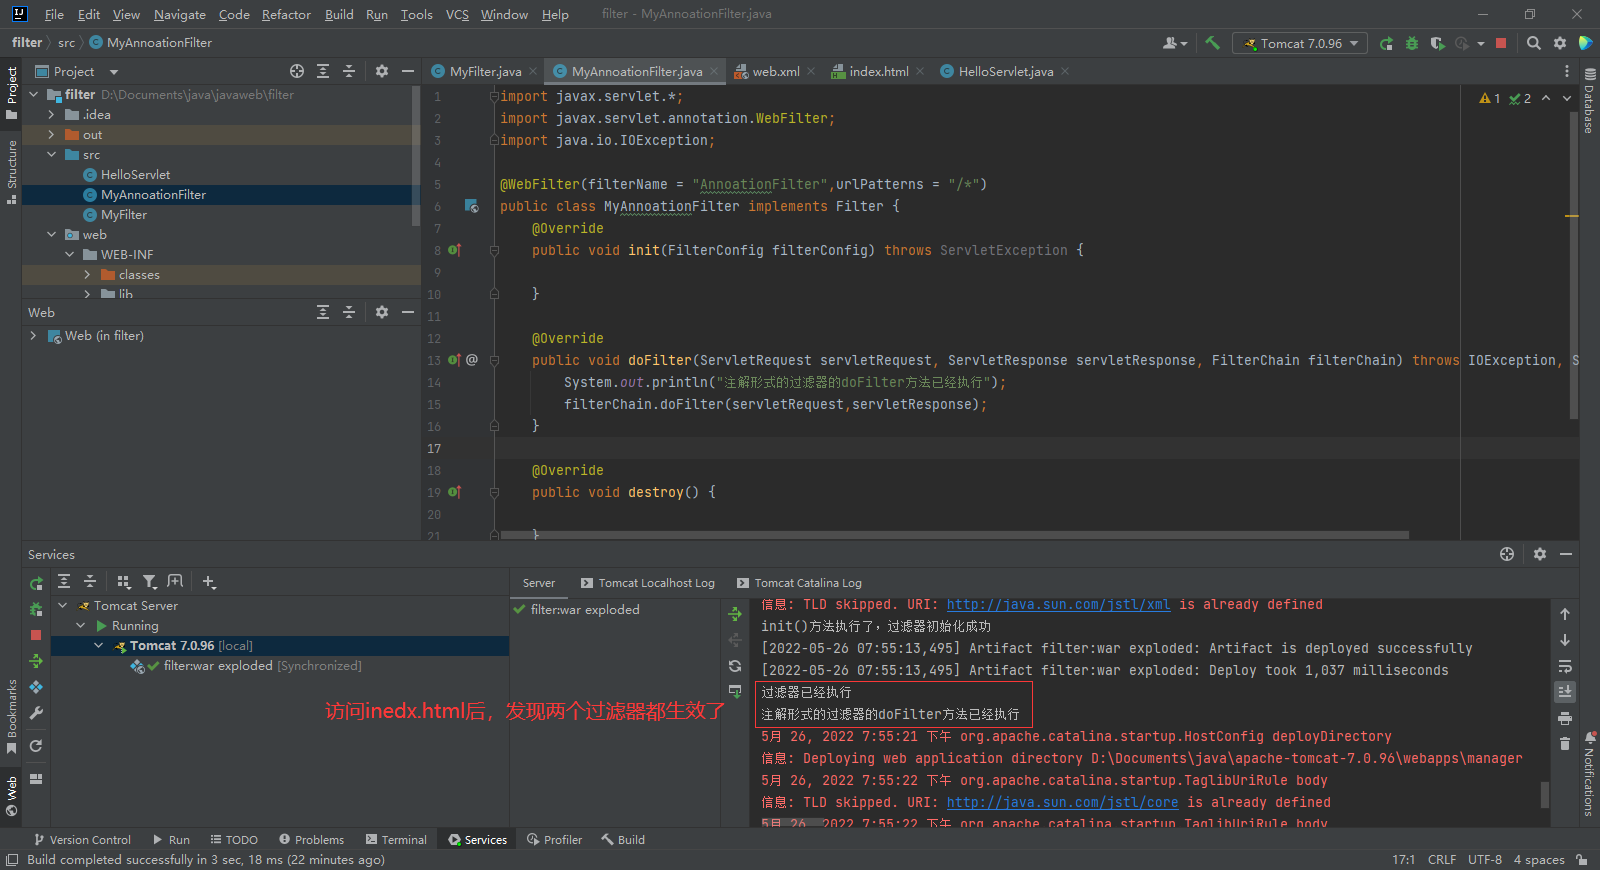 File Edit View Navigate Code Refactor Build Run Tools VCS Window Help filter - MyAnnoationFilter.java
filter src MyAnnoationFilter
Tomcat 7.0.96
Project
MyFilter.java MyAnnoationFilter.java web.xml index.html HelloServlet.java
Project
Structure
Bookmarks
Web
Database
Notifications
filter D:\Documents\java\javaweb\filter
.idea
out
src
HelloServlet
MyAnnoationFilter
MyFilter
web
WEB-INF
classes
lib
Web
Web (in filter)
1 2
1 import javax.servlet.*;
2 import javax.servlet.annotation.WebFilter;
3 import java.io.IOException;
4
5 @WebFilter(filterName = "AnnoationFilter",urlPatterns = "/*")
6 public class MyAnnoationFilter implements Filter {
7 @Override
8 public void init(FilterConfig filterConfig) throws ServletException {
9
10 }
11
12 @Override
13 @ public void doFilter(ServletRequest servletRequest, ServletResponse servletResponse, FilterChain filterChain) throws IOException, S
14 System.out.println("注解形式的过滤器的doFilter方法已经执行");
15 filterChain.doFilter(servletRequest,servletResponse);
16 }
17
18 @Override
19 public void destroy() {
20
21 }
Services
Server Tomcat Localhost Log Tomcat Catalina Log
Tomcat Server
Running
Tomcat 7.0.96 [local]
filter:war exploded [Synchronized]
filter:war exploded
访问inedx.html后，发现两个过滤器都生效了
信息: TLD skipped. URI: http://java.sun.com/jstl/xml is already defined
init()方法执行了，过滤器初始化成功
[2022-05-26 07:55:13,495] Artifact filter:war exploded: Artifact is deployed successfully
[2022-05-26 07:55:13,495] Artifact filter:war exploded: Deploy took 1,037 milliseconds
过滤器已经执行
注解形式的过滤器的doFilter方法已经执行
5月 26, 2022 7:55:21 下午 org.apache.catalina.startup.HostConfig deployDirectory
信息: Deploying web application directory D:\Documents\java\apache-tomcat-7.0.96\webapps\manager
5月 26, 2022 7:55:22 下午 org.apache.catalina.startup.TaglibUriRule body
信息: TLD skipped. URI: http://java.sun.com/jstl/core is already defined
5月 26, 2022 7:55:22 下午 org.apache.catalina.startup.TaglibUriRule body
Version Control Run TODO Problems Terminal Services Profiler Build
Build completed successfully in 3 sec, 18 ms (22 minutes ago)
17:1 CRLF UTF-8 4 spaces